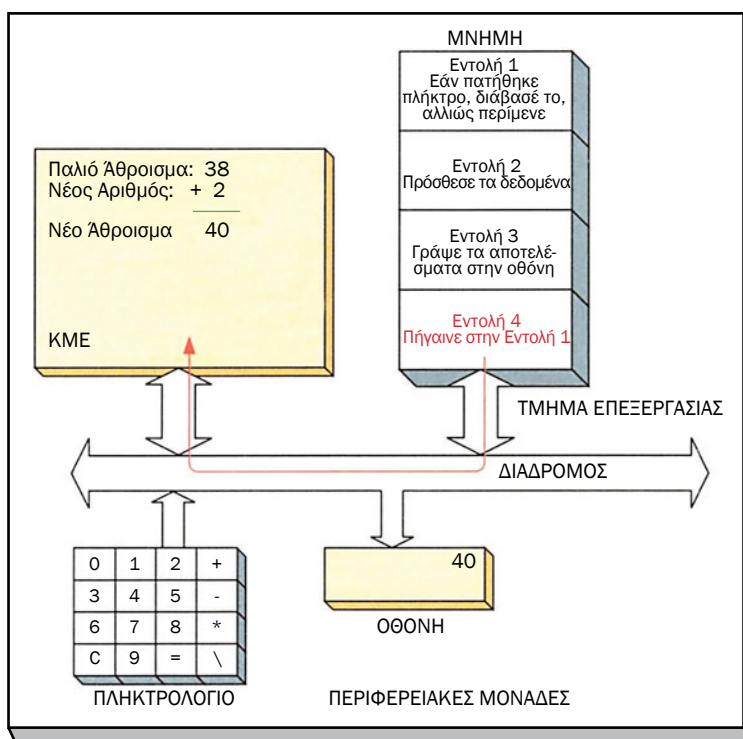 ΜΝΗΜΗ
Εντολή 1
Εάν πατήθηκε
πλήκτρο, διάβασέ το,
αλλιώς περίμενε
Εντολή 2
Πρόσθεσε τα δεδομένα
Εντολή 3
Γράψε τα αποτελέ-
σματα στην οθόνη
Εντολή 4
Πήγαινε στην Εντολή 1
Παλιό Άθροισμα: 38
Νέος Αριθμός: + 2
Νέο Άθροισμα 40
ΚΜΕ
ΤΜΗΜΑ ΕΠΕΞΕΡΓΑΣΙΑΣ
ΔΙΑΔΡΟΜΟΣ
0 1 2 +
3 4 5 -
6 7 8 *
C 9 = \
ΠΛΗΚΤΡΟΛΟΓΙΟ
40
ΟΘΟΝΗ
ΠΕΡΙΦΕΡΕΙΑΚΕΣ ΜΟΝΑΔΕΣ